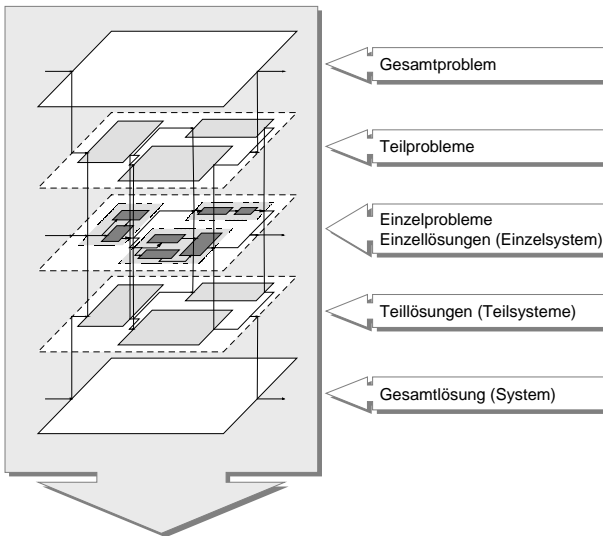 Gesamtproblem
Teilprobleme
Einzelprobleme
Einzellösungen (Einzelsystem)
Teillösungen (Teilsysteme)
Gesamtlösung (System)